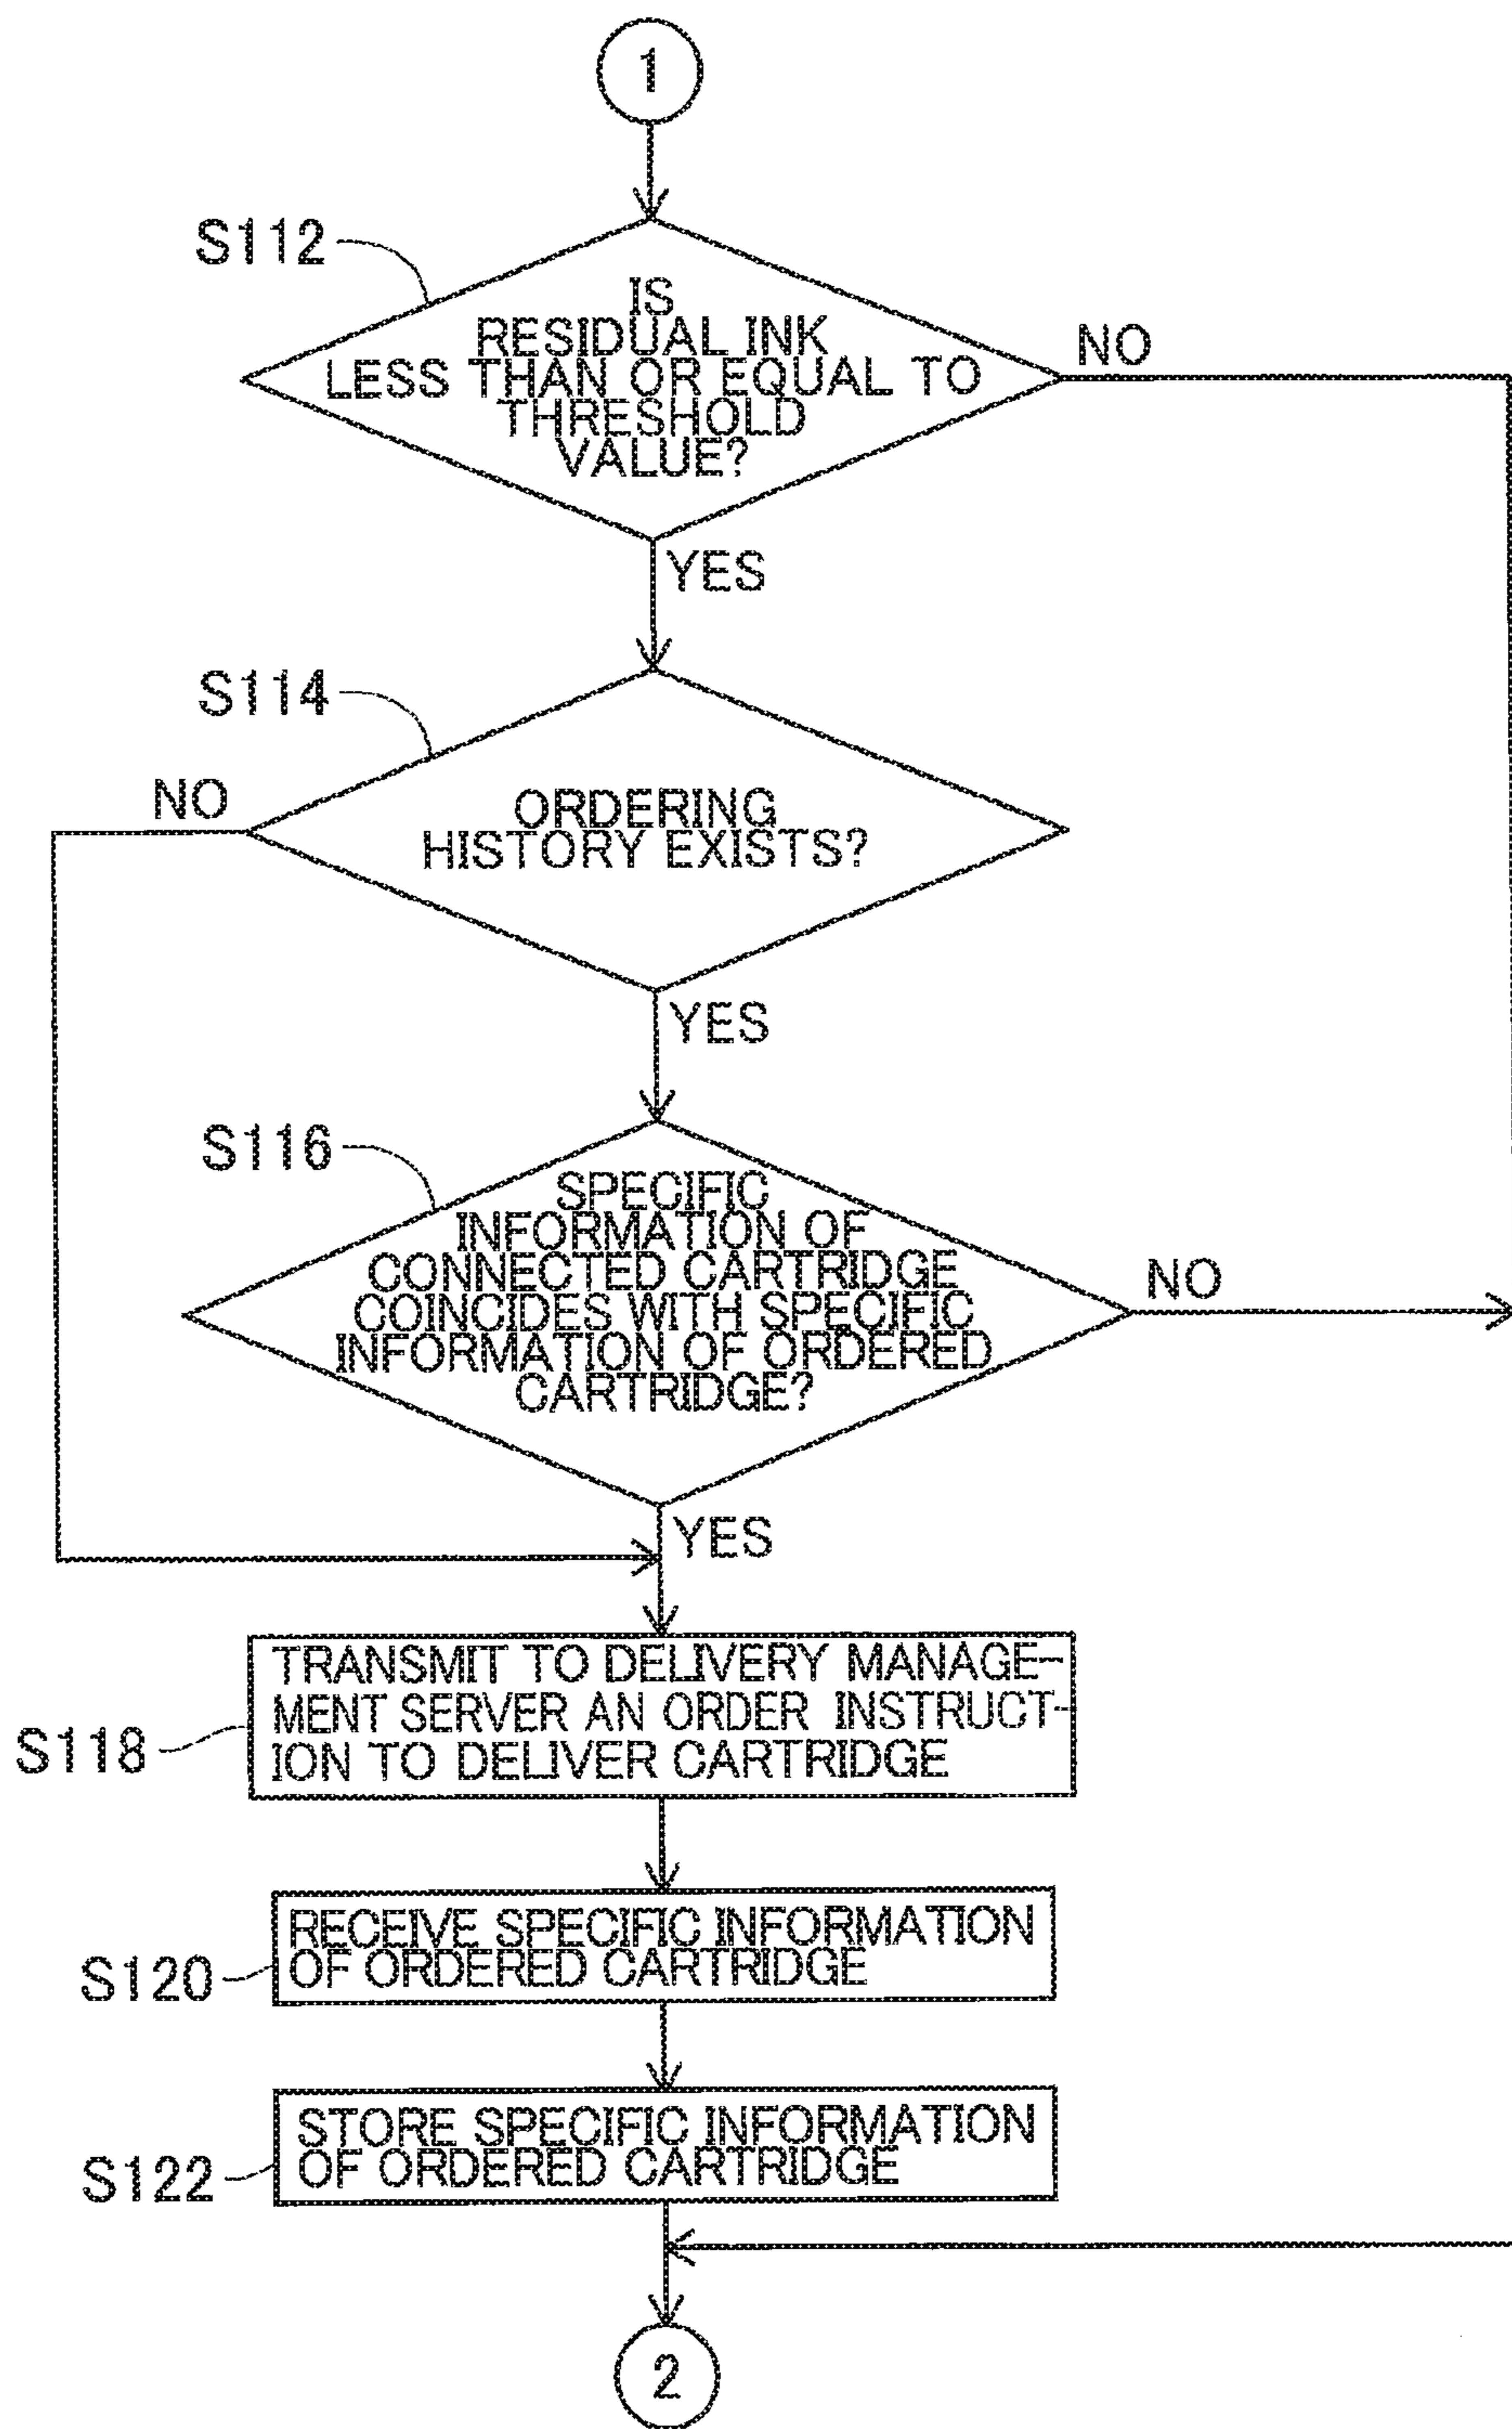 1
S112
IS
RESIDUAL INK
LESS THAN OR EQUAL TO
THRESHOLD
VALUE?
NO
YES
S114
NO
ORDERING
HISTORY EXISTS?
YES
S116
SPECIFIC
INFORMATION OF
CONNECTED CARTRIDGE
COINCIDES WITH SPECIFIC
INFORMATION OF ORDERED
CARTRIDGE?
NO
YES
S118
TRANSMIT TO DELIVERY MANAGE-
MENT SERVER AN ORDER INSTRUCT-
ION TO DELIVER CARTRIDGE
S120
RECEIVE SPECIFIC INFORMATION
OF ORDERED CARTRIDGE
S122
STORE SPECIFIC INFORMATION
OF ORDERED CARTRIDGE
2